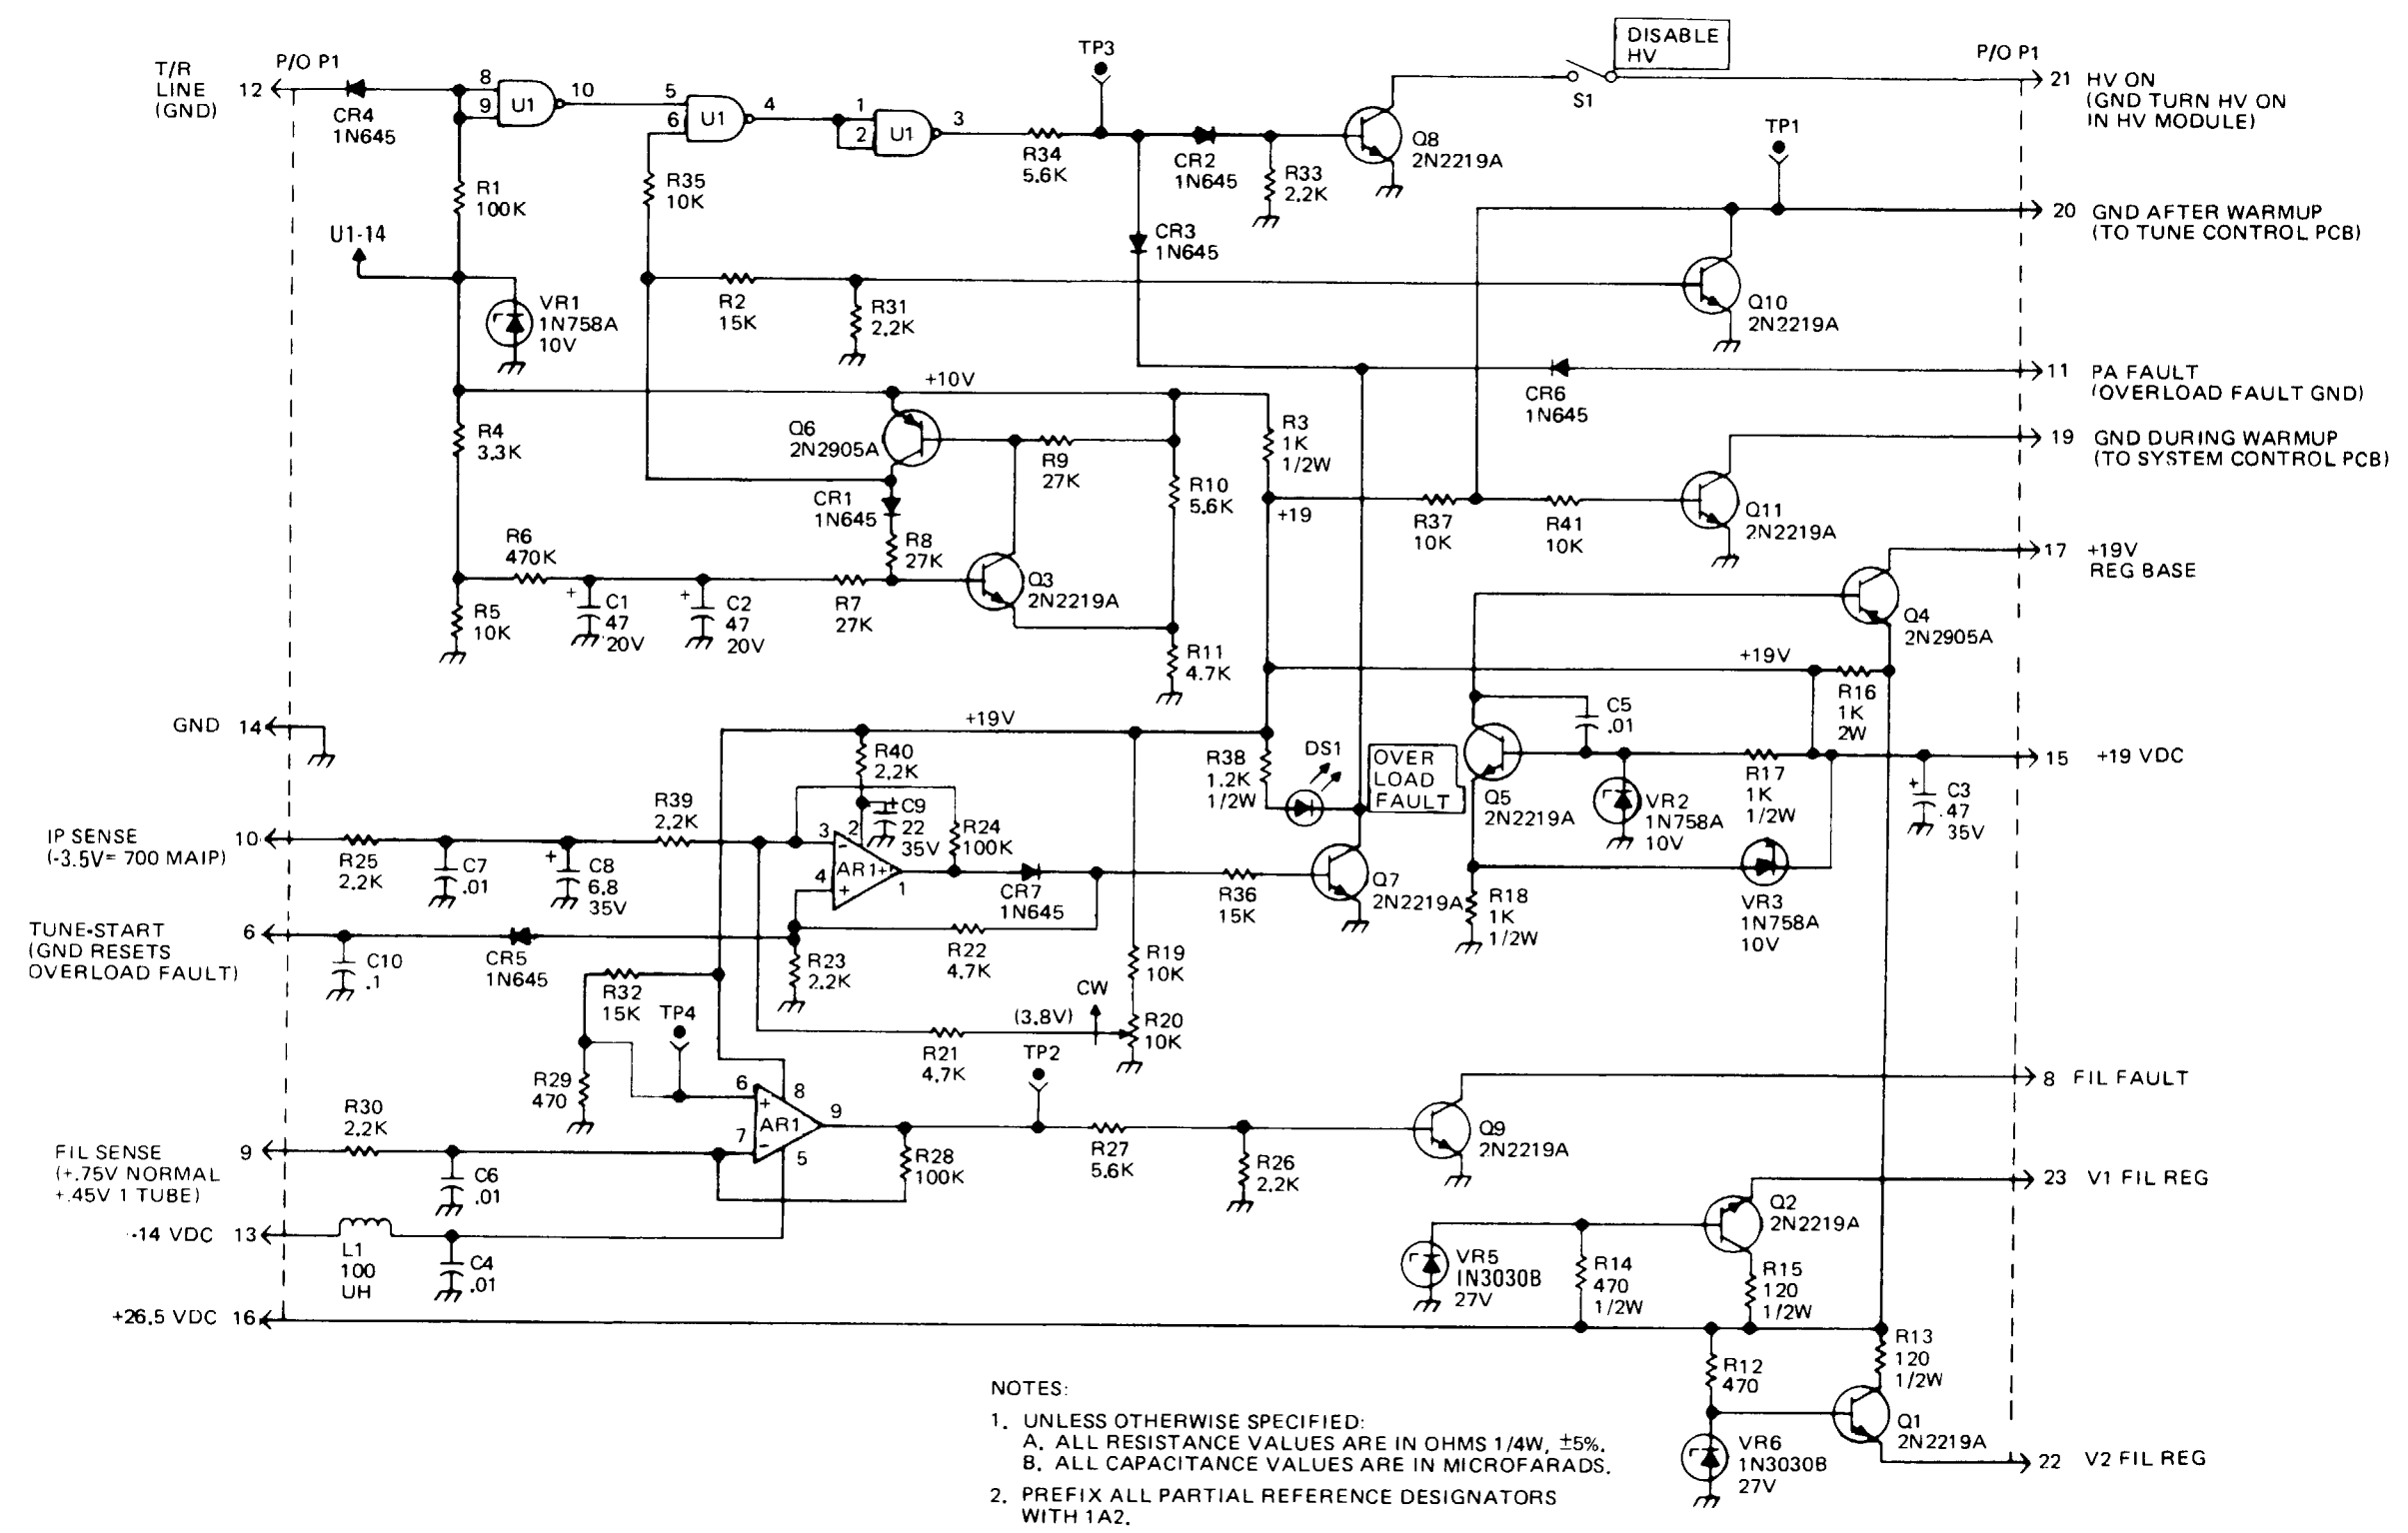 DISABLE
HV
TP3
P/O P1
P/O P1
T/R
LINE
(GND)
12
CR4
1N645
8
9
U1
10
5
6
U1
4
1
2
U1
3
R34
5.6K
CR2
1N645
R33
2.2K
Q8
2N2219A
S1
21 HV ON
(GND TURN HV ON
IN HV MODULE)
TP1
R1
100K
R35
10K
U1-14
CR3
1N645
20 GND AFTER WARMUP
(TO TUNE CONTROL PCB)
VR1
1N758A
10V
R2
15K
R31
2.2K
Q10
2N2219A
+10V
CR6
1N645
11 PA FAULT
(OVERLOAD FAULT GND)
R4
3.3K
Q6
2N2905A
R9
27K
R3
1K
1/2W
19 GND DURING WARMUP
(TO SYSTEM CONTROL PCB)
CR1
1N645
R10
5.6K
+19
R37
10K
R41
10K
Q11
2N2219A
R6
470K
R8
27K
17 +19V
REG BASE
R5
10K
+
C1
47
20V
+
C2
47
20V
R7
27K
Q3
2N2219A
Q4
2N2905A
R11
4.7K
+19V
R16
1K
2W
GND 14
+19V
R40
2.2K
R38
1.2K
1/2W
DS1
OVER
LOAD
FAULT
C5
.01
Q5
2N2219A
VR2
1N758A
10V
R17
1K
1/2W
15 +19 VDC
+
C3
.47
35V
IP SENSE
(-3.5V= 700 MAIP)
10
R25
2.2K
C7
.01
+
C8
6.8
35V
R39
2.2K
3
2
-
+
C9
22
35V
R24
100K
AR1
4
+
1
CR7
1N645
R36
15K
Q7
2N2219A
R18
1K
1/2W
VR3
1N758A
10V
TUNE-START
(GND RESETS
OVERLOAD FAULT)
6
C10
.1
CR5
1N645
R23
2.2K
R22
4.7K
R19
10K
R32
15K
TP4
CW
(3.8V)
R20
10K
R21
4.7K
TP2
R29
470
6
8
+
AR1
9
7
-
5
8 FIL FAULT
R30
2.2K
FIL SENSE
(+.75V NORMAL
+.45V 1 TUBE)
9
C6
.01
R28
100K
R27
5.6K
R26
2.2K
Q9
2N2219A
23 V1 FIL REG
-14 VDC 13
L1
100
UH
C4
.01
Q2
2N2219A
VR5
1N3030B
27V
R14
470
1/2W
R15
120
1/2W
+26.5 VDC 16
R13
120
1/2W
R12
470
Q1
2N2219A
VR6
1N3030B
27V
22 V2 FIL REG
NOTES:
1. UNLESS OTHERWISE SPECIFIED:
A. ALL RESISTANCE VALUES ARE IN OHMS 1/4W, ±5%.
B. ALL CAPACITANCE VALUES ARE IN MICROFARADS.
2. PREFIX ALL PARTIAL REFERENCE DESIGNATORS
WITH 1A2.